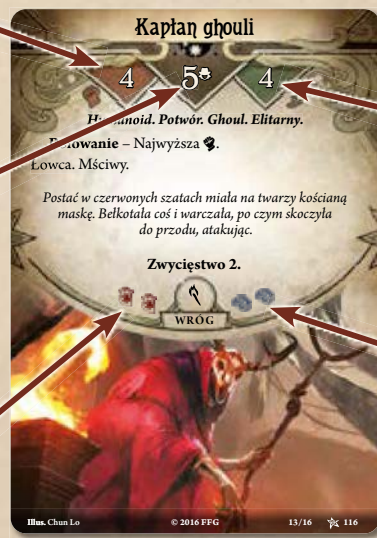 Kapłan ghouli
4 5 4
Humanoid. Potwór. Ghoul. Elitarny.
Polowanie – Najwyższa
Łowca. Mściwy.
Postać w czerwonych szatach miała na twarzy kościaną
maskę. Bełkotała coś i warczała, po czym skoczyła
do przodu, atakując.
Zwycięstwo 2.
WRÓG
Illus. Chun Lo © 2016 FFG 13/16 116